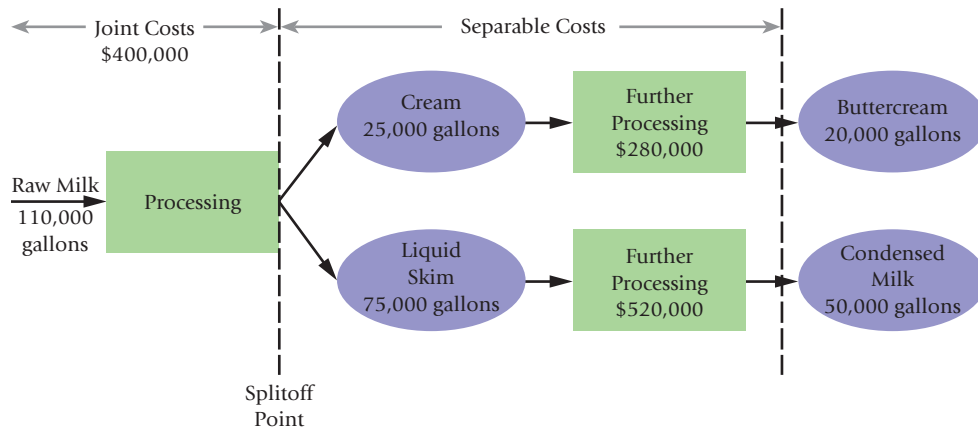 Joint Costs
$400,000
Separable Costs
Raw Milk
110,000
gallons
Processing
Cream
25,000 gallons
Further
Processing
$280,000
Buttercream
20,000 gallons
Liquid
Skim
75,000 gallons
Further
Processing
$520,000
Condensed
Milk
50,000 gallons
Splitoff
Point